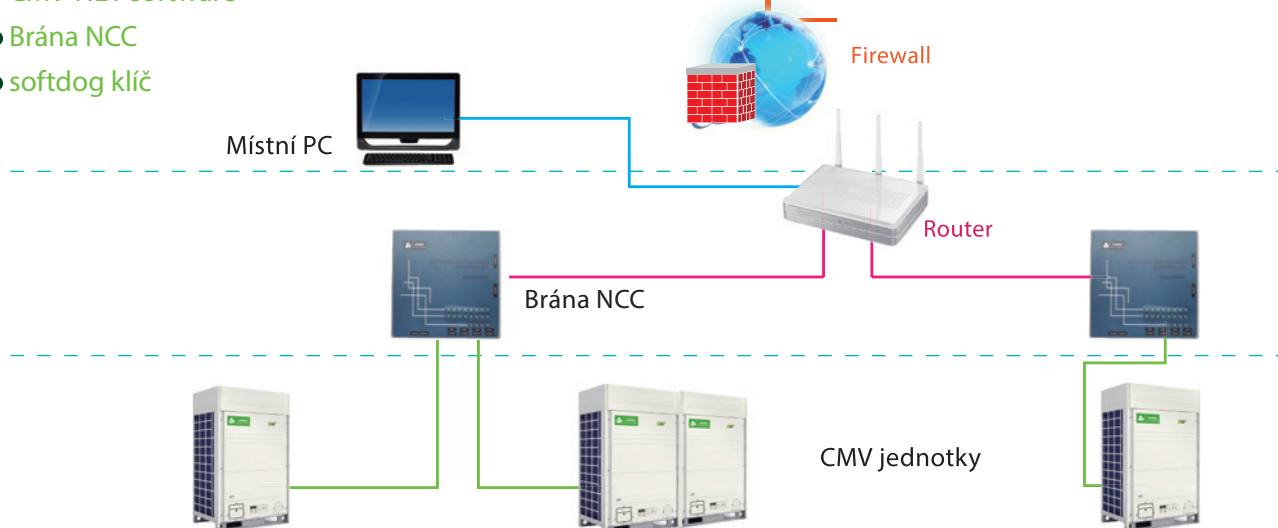 Brána NCC
softdog klíč
Firewall
Místní PC
Router
Brána NCC
CMV jednotky